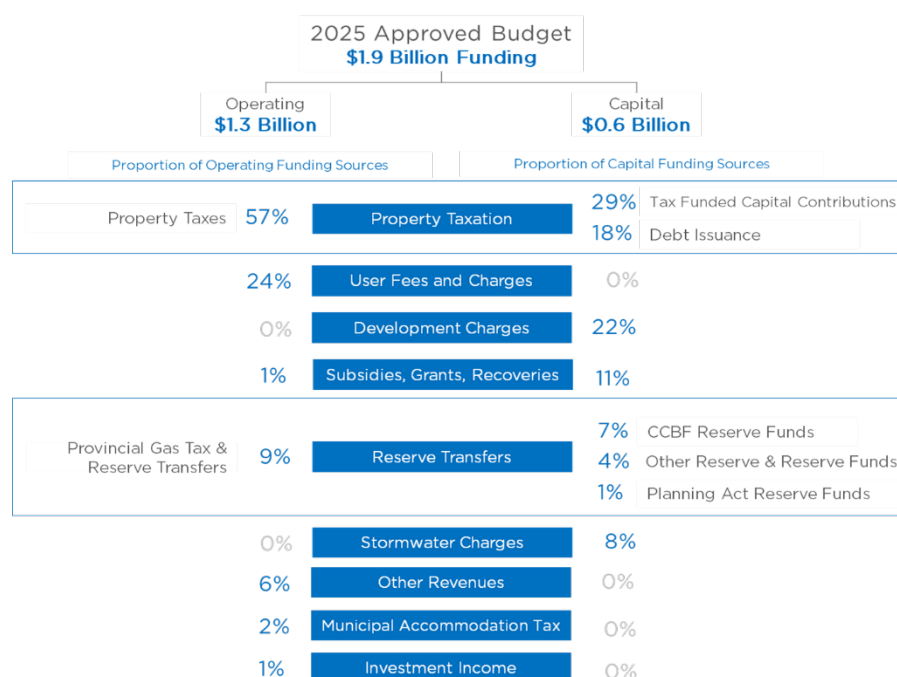 2025 Approved Budget
$1.9 Billion Funding
Operating
$1.3 Billion
Capital
$0.6 Billion
Proportion of Operating Funding Sources
Proportion of Capital Funding Sources
Property Taxes 57% Property Taxation 29% Tax Funded Capital Contributions
18% Debt Issuance
24% User Fees and Charges 0%
0% Development Charges 22%
1% Subsidies, Grants, Recoveries 11%
Provincial Gas Tax &
Reserve Transfers
9% Reserve Transfers
7% CCBF Reserve Funds
4% Other Reserve & Reserve Funds
1% Planning Act Reserve Funds
0% Stormwater Charges 8%
6% Other Revenues 0%
2% Municipal Accommodation Tax 0%
1% Investment Income 0%